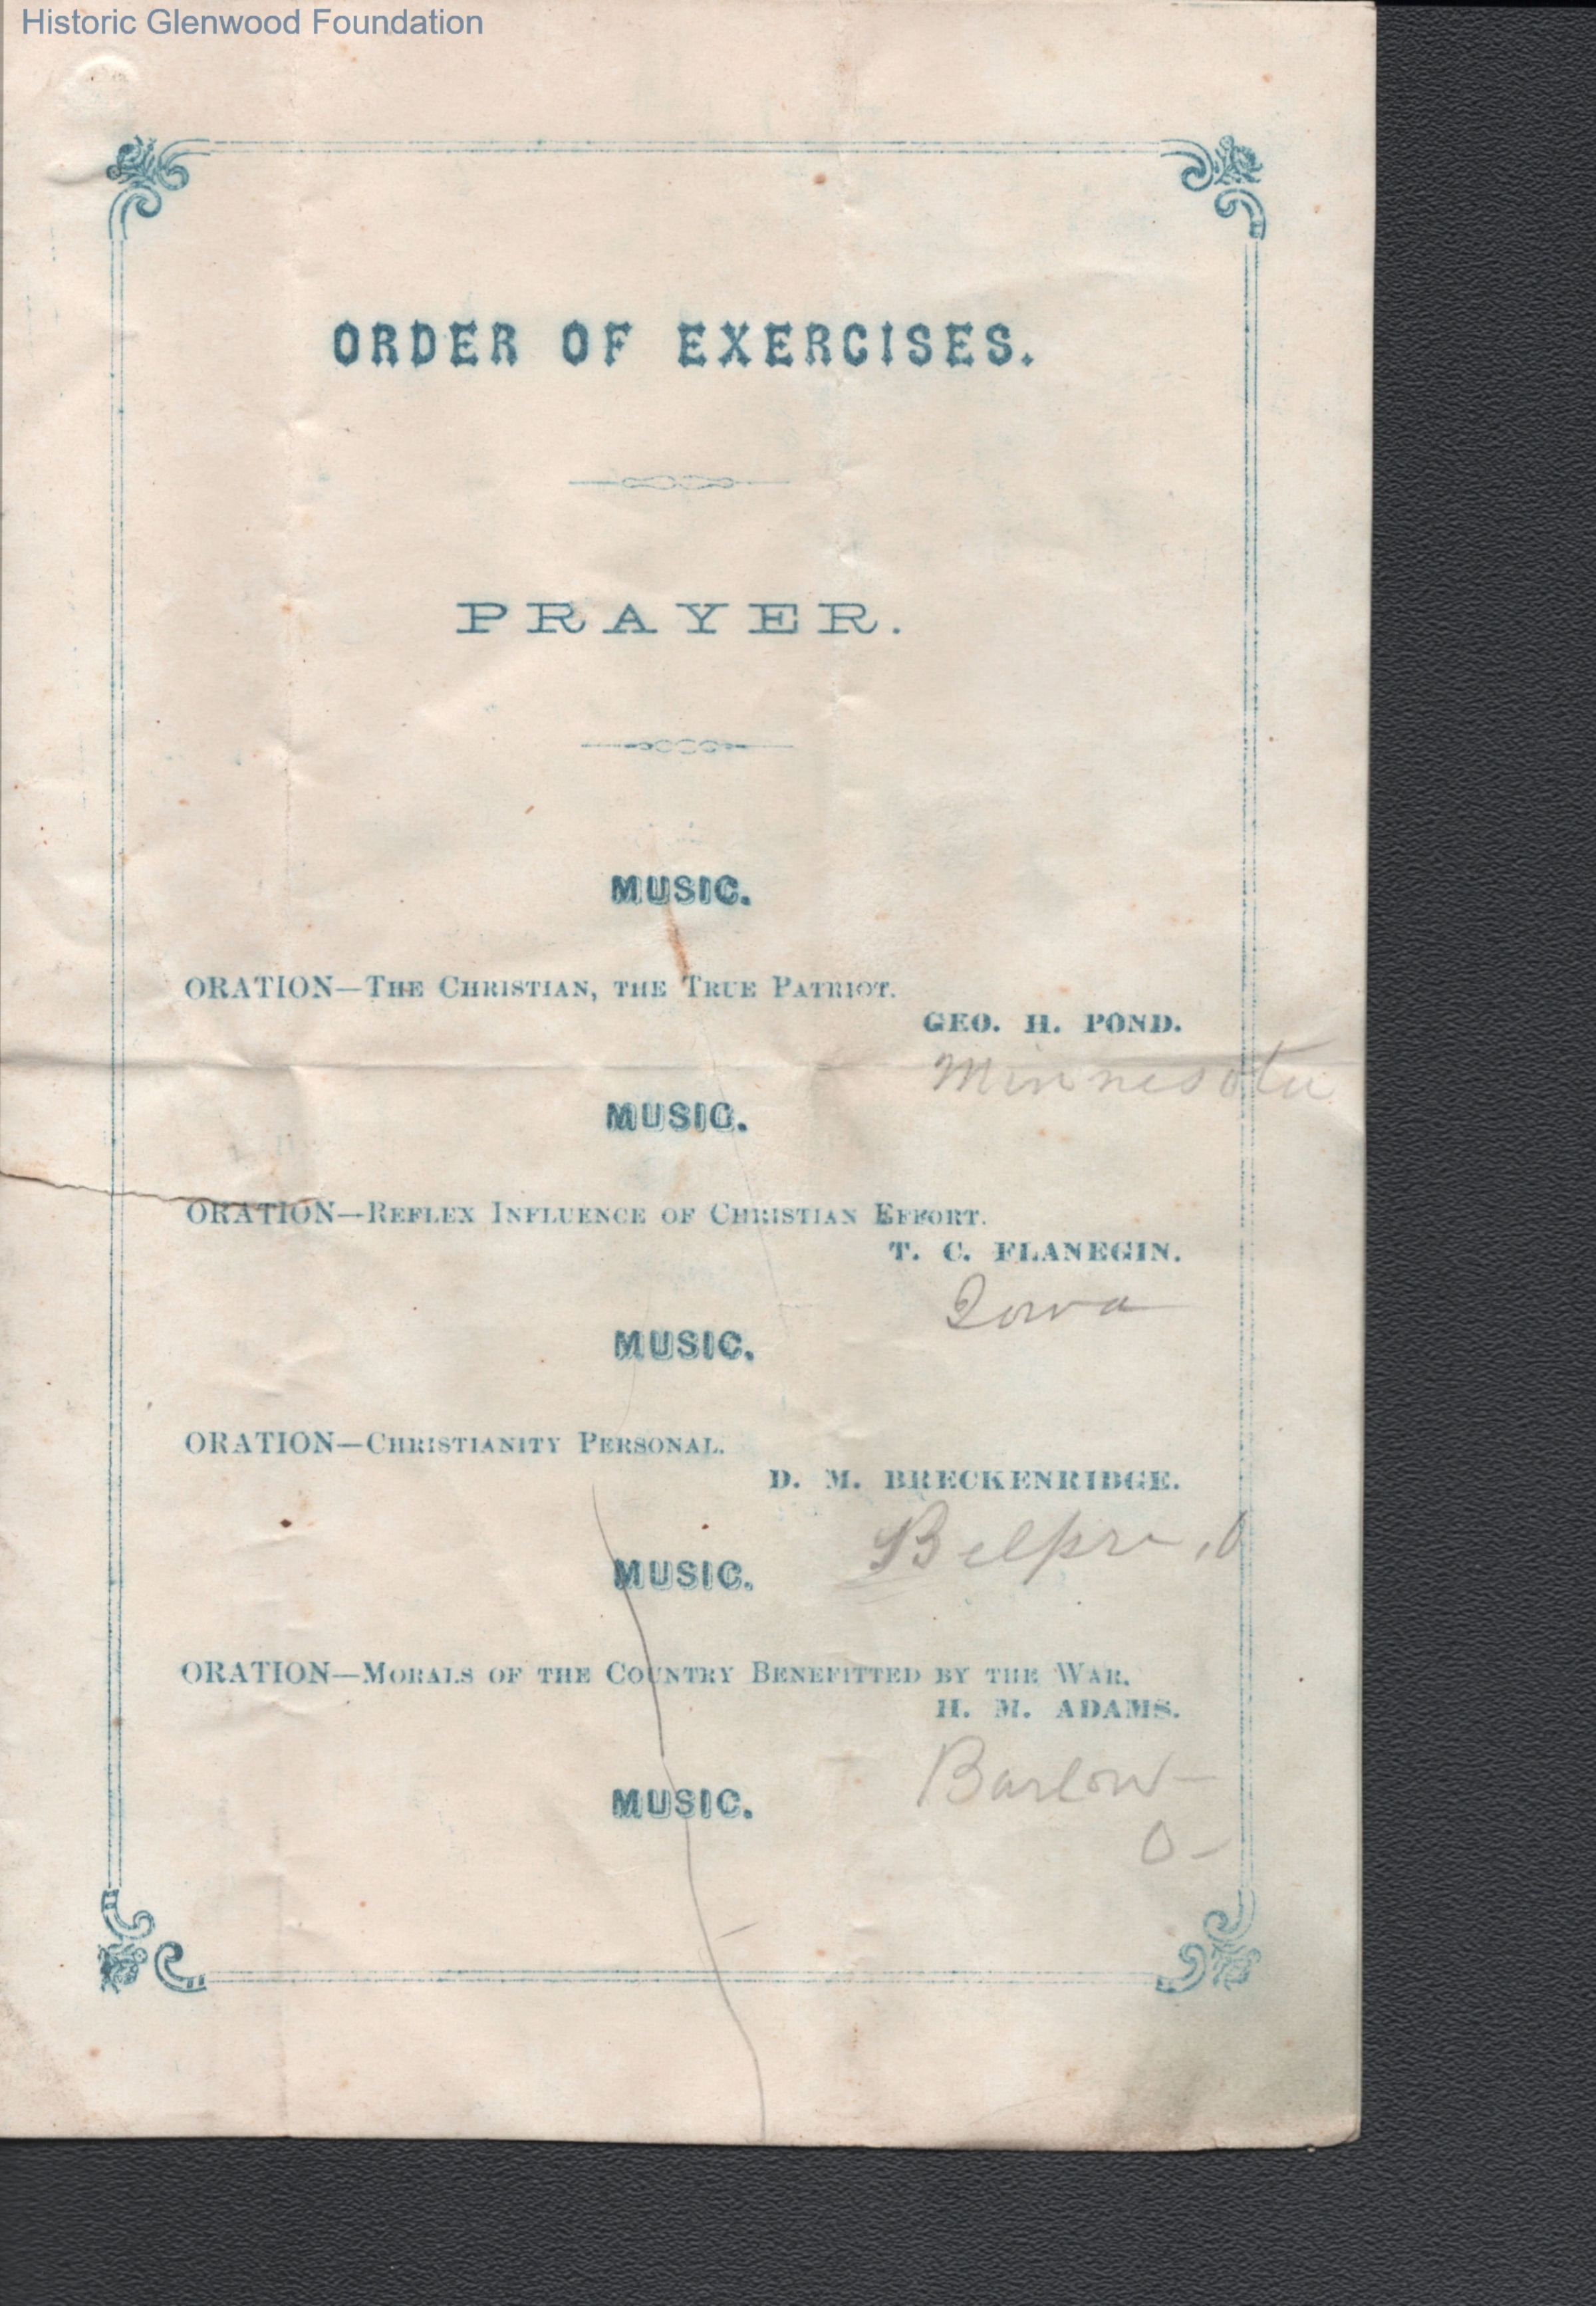 Historic Glenwood Foundation
ORDER OF EXERCISES.
PRAYER.
MUSIC.
ORATION—THE CHRISTIAN, THE TRUE PATRIOT.
GEO. H. POND.
Minnesota
MUSIC.
ORATION—REFLEX INFLUENCE OF CHRISTIAN EFFORT.
T. C. FLANEGIN.
Iowa
MUSIC.
ORATION—CHRISTIANITY PERSONAL.
D. M. BRECKENRIDGE.
Belpre, O
MUSIC.
ORATION—MORALS OF THE COUNTRY BENEFITTED BY THE WAR.
H. M. ADAMS.
Barlow—
O—
MUSIC.